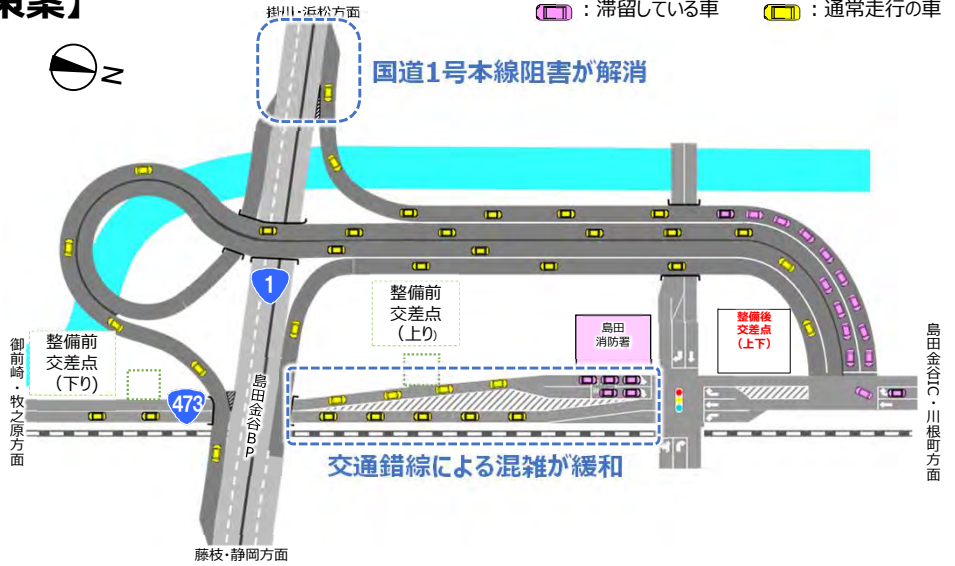 策案】
：滞留している車
：通常走行の車
掛川・浜松方面
国道1号本線阻害が解消
N
1
整備前
交差点
（上り）
島田
消防署
整備後
交差点
（上下）
整備前
交差点
（下り）
御前崎・牧之原方面
473
島田金谷BP
島田金谷IC・川根町方面
交通錯綜による混雑が緩和
藤枝・静岡方面